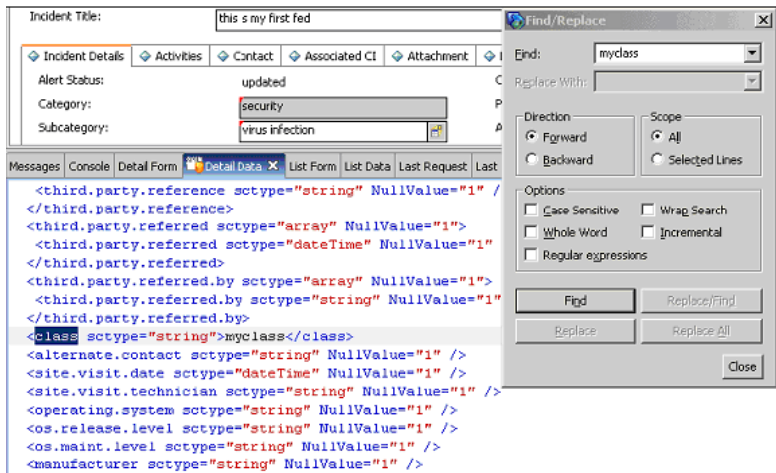 Incident Title:
this s my first fed
Incident Details
Activities
Contact
Associated CI
Attachment
Alert Status:
updated
Category:
security
Subcategory:
virus infection
Messages Console Detail Form Detail Data List Form List Data Last Request Last
<third.party.reference sctype="string" NullValue="1" /
</third.party.reference>
<third.party.referred sctype="array" NullValue="1">
<third.party.referred sctype="dateTime" NullValue="1"
</third.party.referred>
<third.party.referred.by sctype="array" NullValue="1">
<third.party.referred.by sctype="string" NullValue="1"
</third.party.referred.by>
<class sctype="string">myclass</class>
<alternate.contact sctype="string" NullValue="1" />
<site.visit.date sctype="dateTime" NullValue="1" />
<site.visit.technician sctype="string" NullValue="1" />
<operating.system sctype="string" NullValue="1" />
<os.release.level sctype="string" NullValue="1" />
<os.maint.level sctype="string" NullValue="1" />
<manufacturer sctype="string" NullValue="1" />
Find/Replace
Find:
myclass
Replace With:
Direction
Forward
Backward
Scope
All
Selected Lines
Options
Case Sensitive
Wrap Search
Whole Word
Incremental
Regular expressions
Find
Replace/Find
Replace
Replace All
Close